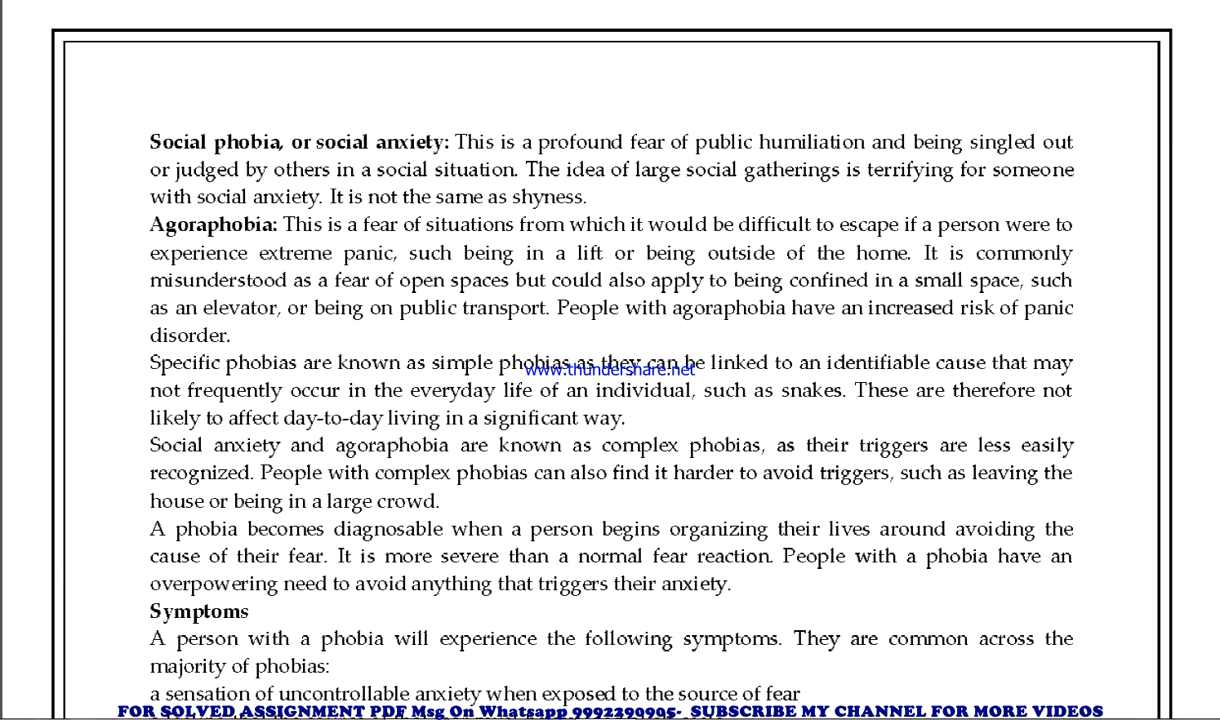 Social phobia, or social anxiety: This is a profound fear of public humiliation and being singled out
or judged by others in a social situation. The idea of large social gatherings is terrifying for someone
with social anxiety. It is not the same as shyness.
Agoraphobia: This is a fear of situations from which it would be difficult to escape if a person were to
experience extreme panic, such being in a lift or being outside of the home. It is commonly
misunderstood as a fear of open spaces but could also apply to being confined in a small space, such
as an elevator, or being on public transport. People with agoraphobia have an increased risk of panic
disorder.
Specific phobias are known as simple phobias as they can be linked to an identifiable cause that may
www.thundershare.net
not frequently occur in the everyday life of an individual, such as snakes. These are therefore not
likely to affect day-to-day living in a significant way.
Social anxiety and agoraphobia are known as complex phobias, as their triggers are less easily
recognized. People with complex phobias can also find it harder to avoid triggers, such as leaving the
house or being in a large crowd.
A phobia becomes diagnosable when a person begins organizing their lives around avoiding the
cause of their fear. It is more severe than a normal fear reaction. People with a phobia have an
overpowering need to avoid anything that triggers their anxiety.
Symptoms
A person with a phobia will experience the following symptoms. They are common across the
majority of phobias:
a sensation of uncontrollable anxiety when exposed to the source of fear
FOR SOLVED ASSIGNMENT PDF Msg On Whatsapp 9992290905- SUBSCRIBE MY CHANNEL FOR MORE VIDEOS